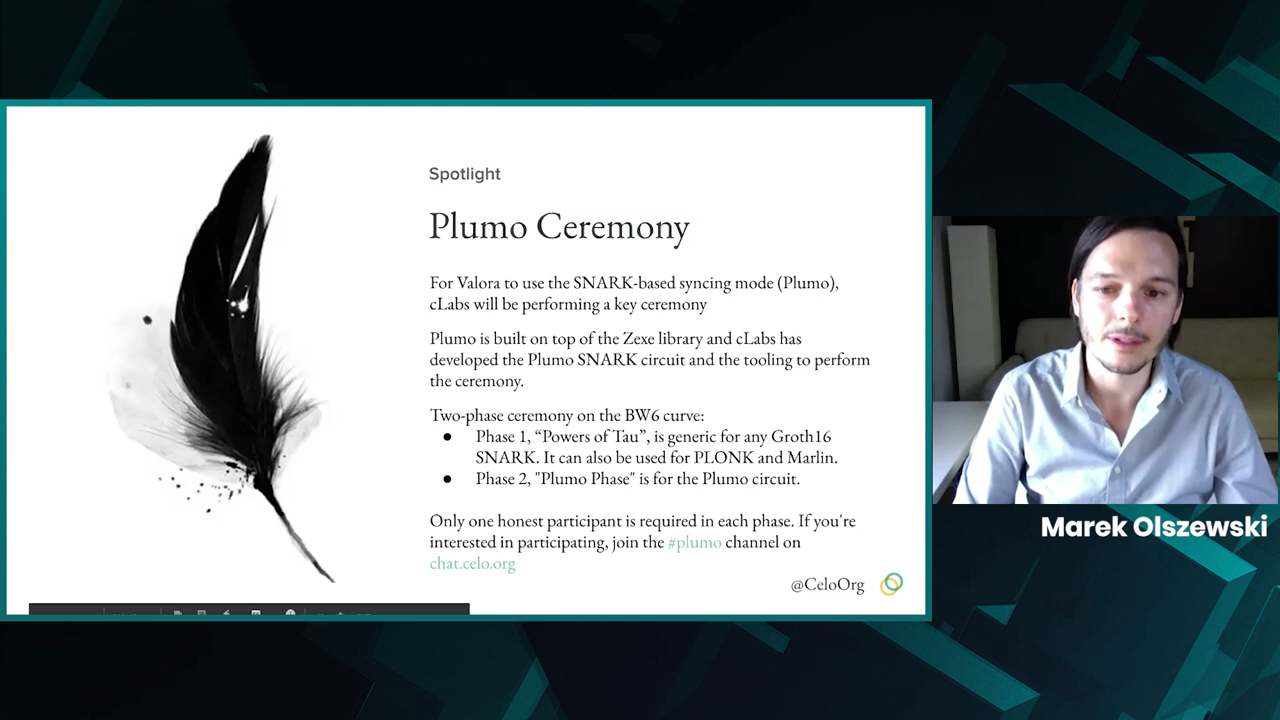 Spotlight
Plumo Ceremony
For Valora to use the SNARK-based syncing mode (Plumo),
cLabs will be performing a key ceremony
Plumo is built on top of the Zexe library and cLabs has
developed the Plumo SNARK circuit and the tooling to perform
the ceremony.
Two-phase ceremony on the BW6 curve:
● Phase 1, “Powers of Tau”, is generic for any Groth16
SNARK. It can also be used for PLONK and Marlin.
● Phase 2, "Plumo Phase" is for the Plumo circuit.
Only one honest participant is required in each phase. If you're
interested in participating, join the #plumo channel on
chat.celo.org
@CeloOrg
Marek Olszewski